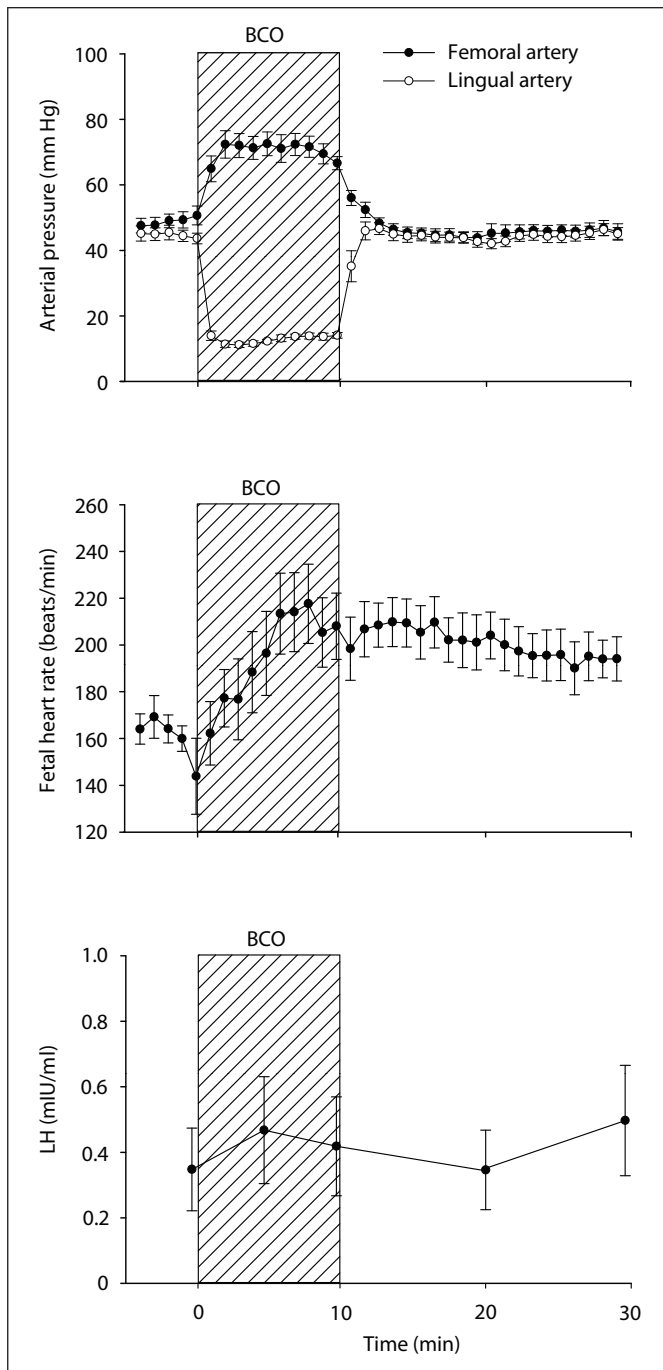 BCO
Femoral artery
Lingual artery
100
80
60
40
20
0
Arterial pressure (mm Hg)
BCO
260
240
220
200
180
160
140
120
Fetal heart rate (beats/min)
BCO
1.0
0.8
0.6
0.4
0.2
0
LH (mIU/ml)
0
10
20
30
Time (min)